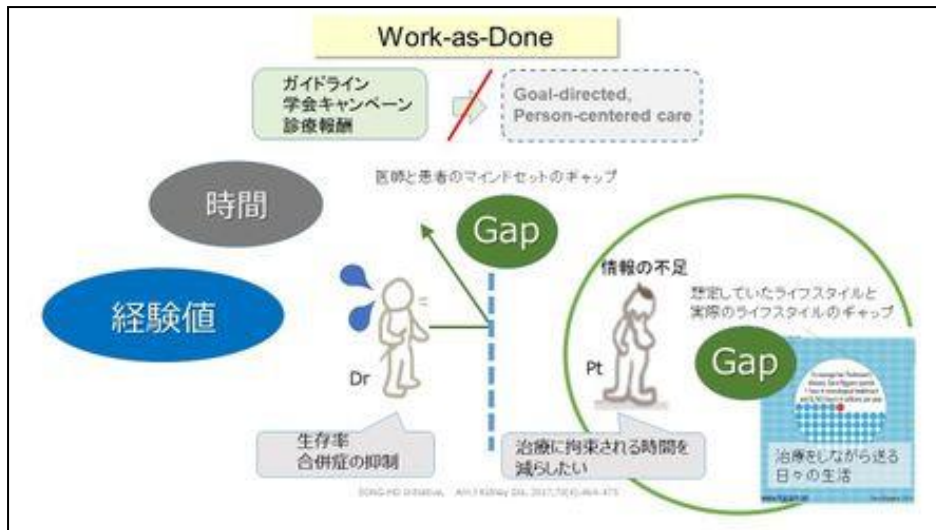 Work-as-Done
ガイドライン
学会キャンペーン
診療報酬
Goal-directed,
Person-centered care
医師と患者のマインドセットのギャップ
時間
Gap
情報の不足
想定していたライフスタイルと
実際のライフスタイルのギャップ
経験値
Gap
Dr
Pt
生存率
合併症の抑制
治療に拘束される時間を
減らしたい
治療をしながら送る
日々の生活
SONG-HD Initiative, Am J Kidney Dis. 2017;70(4):464-475